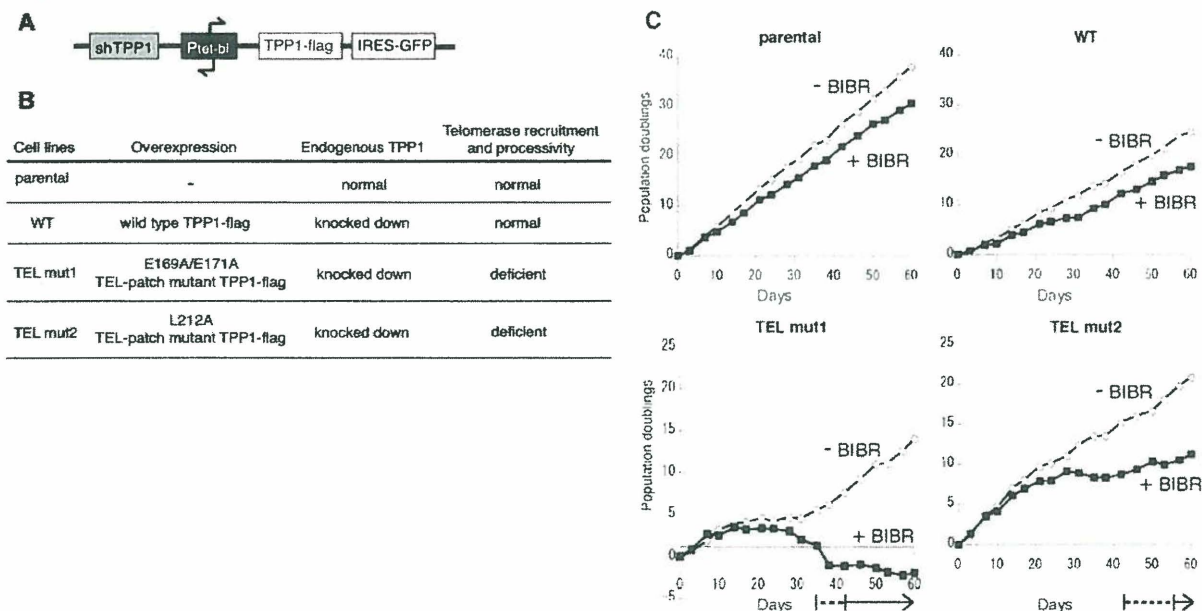 A
shTPP1 Ptet-bi TPP1-flag IRES-GFP
B
Cell lines Overexpression Endogenous TPP1 Telomerase recruitment and processivity
parental - normal normal
WT wild type TPP1-flag knocked down normal
TEL mut1 E169A/E171A TEL-patch mutant TPP1-flag knocked down deficient
TEL mut2 L212A TEL-patch mutant TPP1-flag knocked down deficient
C
parental
Population doublings
40
30
20
10
0
- BIBR
+ BIBR
0 10 20 30 40 50 60
Days
WT
40
30
20
10
0
- BIBR
+ BIBR
0 10 20 30 40 50 60
Days
TEL mut1
Population doublings
25
20
15
10
5
0
-5
- BIBR
+ BIBR
0 10 20 30 40 50 60
Days
TEL mut2
25
20
15
10
5
0
- BIBR
+ BIBR
0 10 20 30 40 50 60
Days